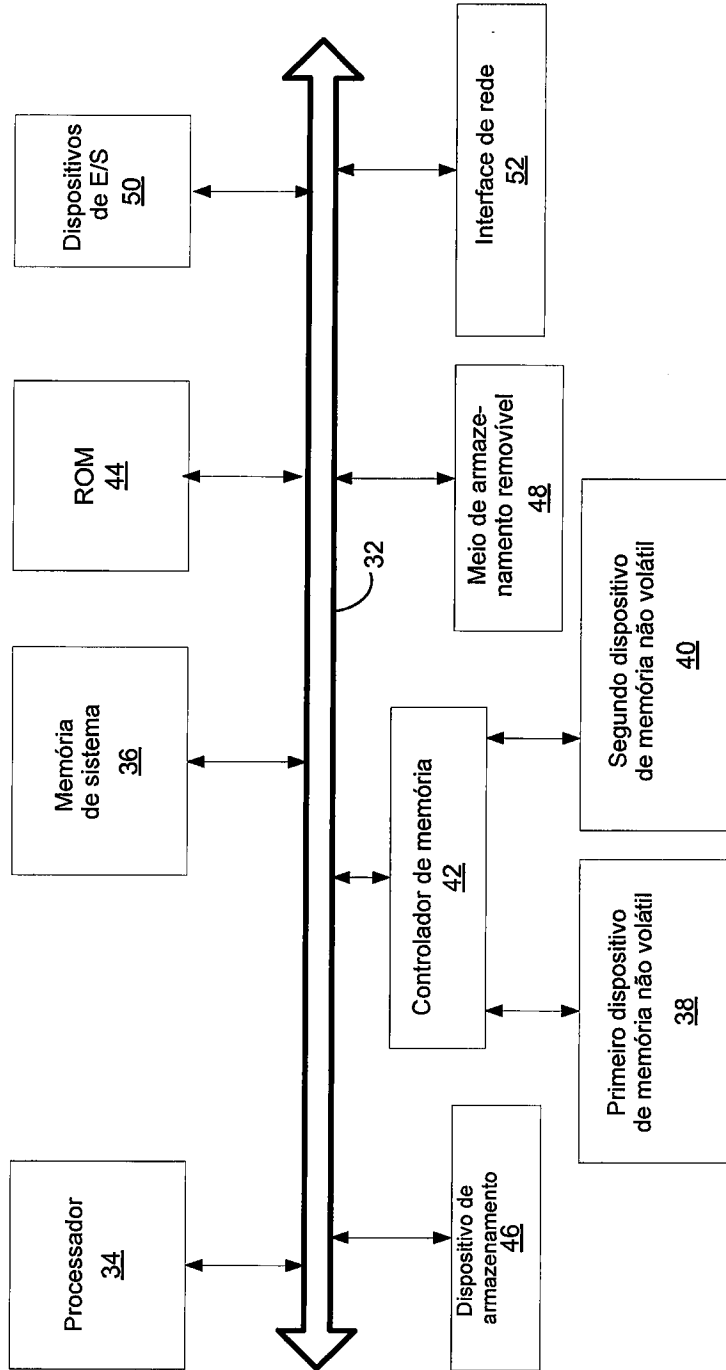 Processador
34
Memória
de sistema
36
ROM
44
Dispositivos
de E/S
50
32
Dispositivo de
armazenamento
46
Controlador de memória
42
Meio de armaze-
namento removível
48
Interface de rede
52
Primeiro dispositivo
de memória não volátil
38
Segundo dispositivo
de memória não volátil
40